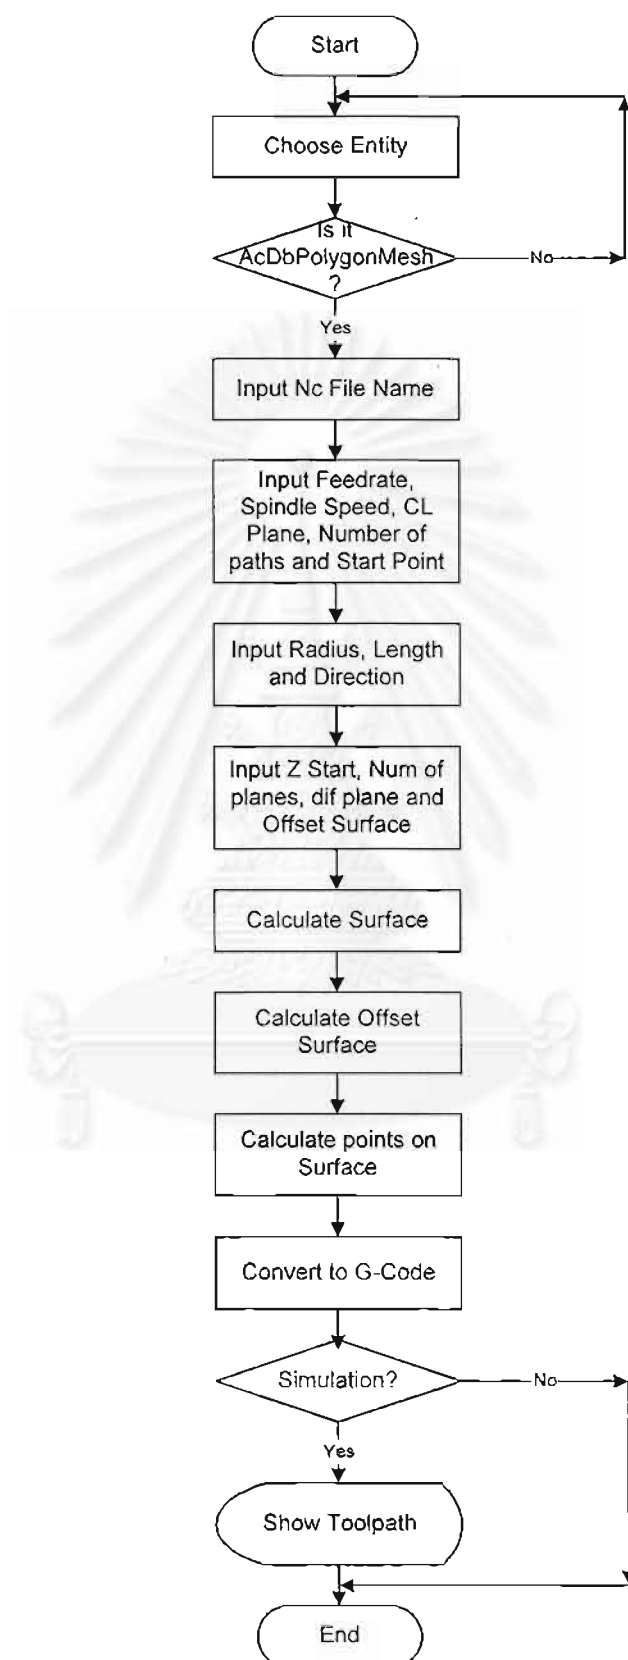 Start
Choose Entity
Is it
AcDbPolygonMesh
?
No
Yes
Input Nc File Name
Input Feedrate,
Spindle Speed, CL
Plane, Number of
paths and Start Point
Input Radius, Length
and Direction
Input Z Start, Num of
planes, dif plane and
Offset Surface
Calculate Surface
Calculate Offset
Surface
Calculate points on
Surface
Convert to G-Code
Simulation?
No
Yes
Show Toolpath
End